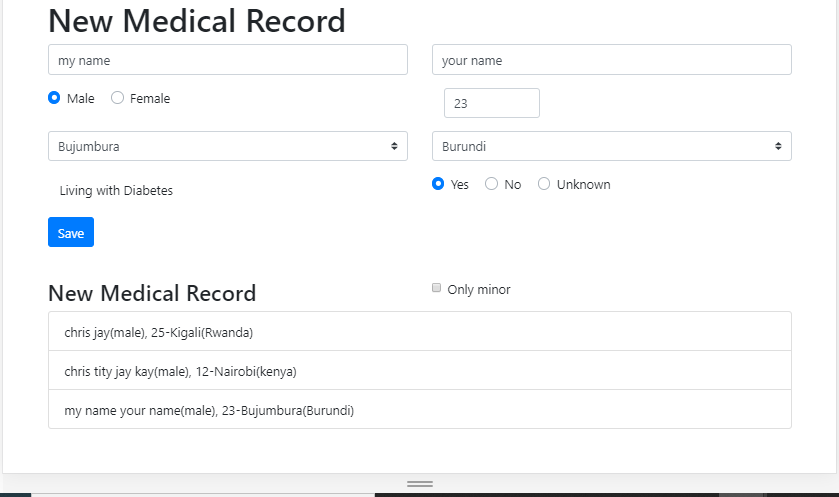 New Medical Record
my name your name
Male Female 23
Bujumbura Burundi
Living with Diabetes Yes No Unknown
Save
New Medical Record Only minor
chris jay(male), 25-Kigali(Rwanda)
chris tity jay kay(male), 12-Nairobi(kenya)
my name your name(male), 23-Bujumbura(Burundi)